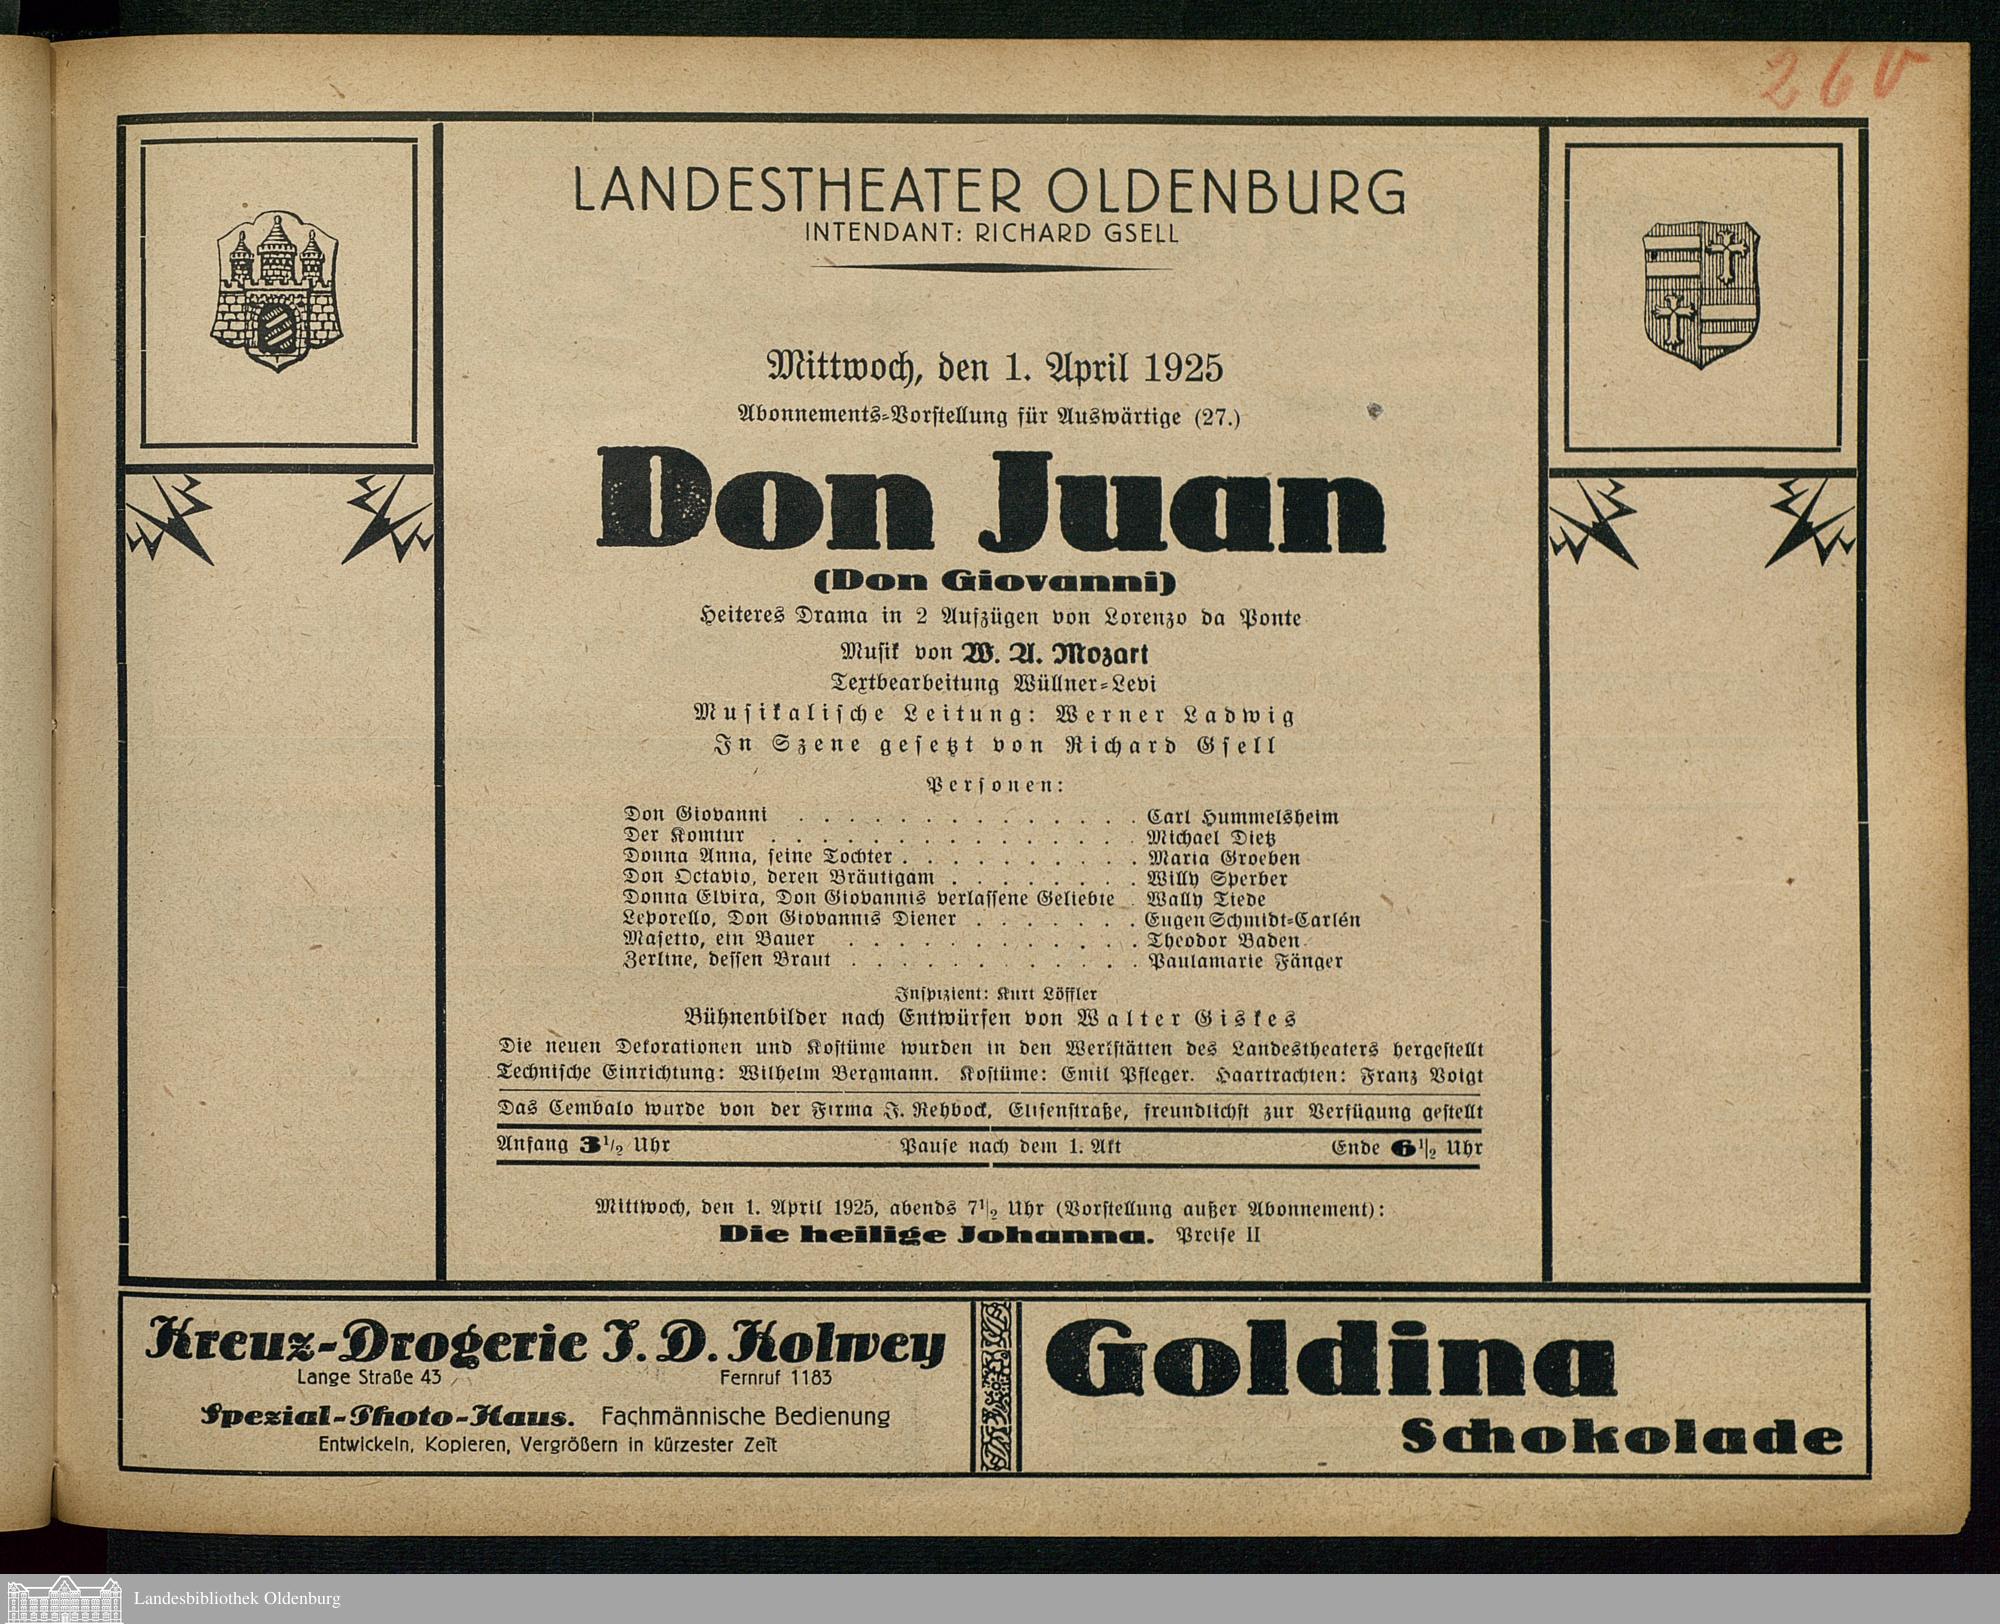 26 v
LANDESTHEATER OLDENBURG
INTENDANT: RICHARD GSELL
Mittwoch, den 1. April 1925
Abonnements-Vorstellung für Auswärtige (27.)
Don Juan
(Don Giovanni)
Heiteres Drama in 2 Aufzügen von Lorenzo da Ponte
Musik von W. A. Mozart
Textbearbeitung Wüllner-Levi
Musikalische Leitung: Werner Ladwig
In Szene gesetzt von Richard Gsell
Personen:
Don Giovanni . . . . . . . . . . . . . . Carl Hummelsheim
Der Komtur . . . . . . . . . . . . . . . Michael Dietz
Donna Anna, seine Tochter . . . . . . . . . . Maria Groeben
Don Octavio, deren Bräutigam . . . . . . . . Willy Sperber
Donna Elvira, Don Giovannis verlassene Geliebte . Wally Tiede
Leporello, Don Giovannis Diener . . . . . . . Eugen Schmidt-Carlén
Masetto, ein Bauer . . . . . . . . . . . . Theodor Baden
Zerline, dessen Braut . . . . . . . . . . . . Paulamarie Fänger
Inspizient: Kurt Löffler
Bühnenbilder nach Entwürfen von Walter Giskes
Die neuen Dekorationen und Kostüme wurden in den Werkstätten des Landestheaters hergestellt
Technische Einrichtung: Wilhelm Bergmann. Kostüme: Emil Pfleger. Haartrachten: Franz Voigt
Das Cembalo wurde von der Firma J. Rehbock, Elisenstraße, freundlichst zur Verfügung gestellt
Anfang 3 1/2 Uhr Pause nach dem 1. Akt Ende 6 1/2 Uhr
Mittwoch, den 1. April 1925, abends 7 1/2 Uhr (Vorstellung außer Abonnement):
Die heilige Johanna. Preise II
Kreuz-Drogerie J. D. Kolwey
Lange Straße 43 Fernruf 1183
Spezial-Photo-Haus. Fachmännische Bedienung
Entwickeln, Kopieren, Vergrößern in kürzester Zeit
Goldina
Schokolade
Landesbibliothek Oldenburg